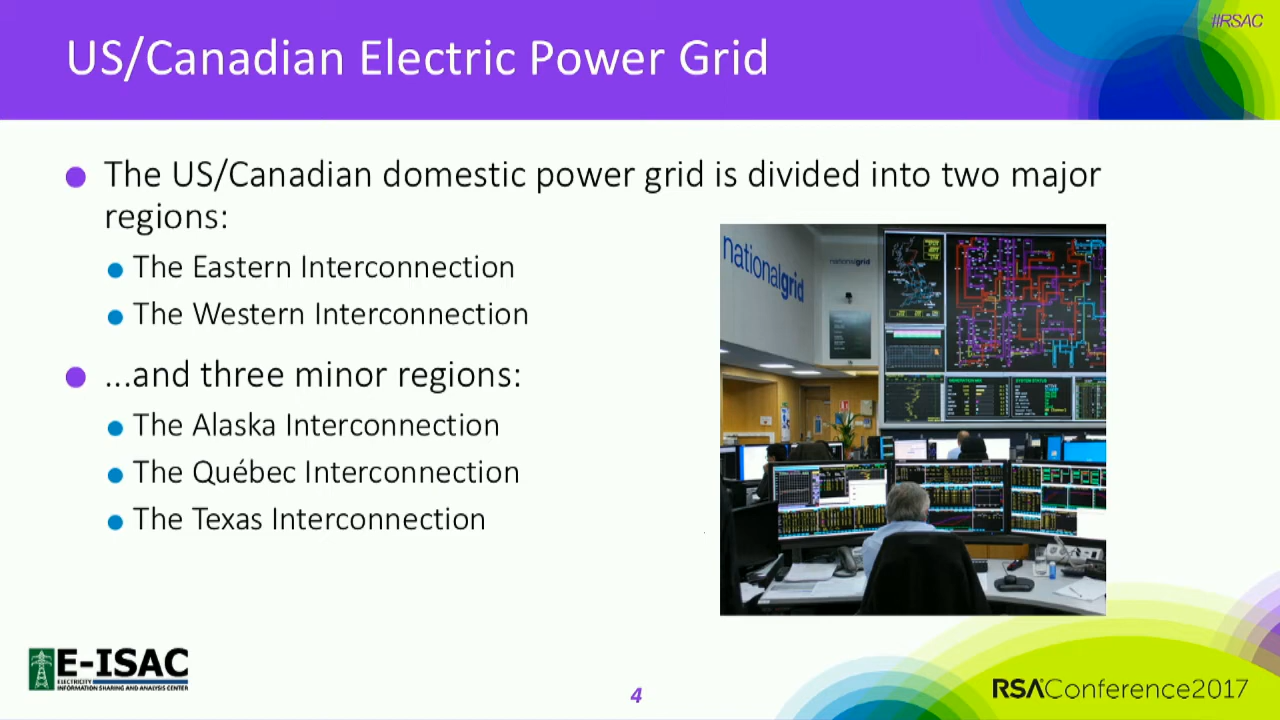 #RSAC
US/Canadian Electric Power Grid
The US/Canadian domestic power grid is divided into two major
regions:
The Eastern Interconnection
The Western Interconnection
...and three minor regions:
The Alaska Interconnection
The Québec Interconnection
The Texas Interconnection
nationalgrid
nationalgrid
E-ISAC
ELECTRICITY
INFORMATION SHARING AND ANALYSIS CENTER
4
RSAConference2017